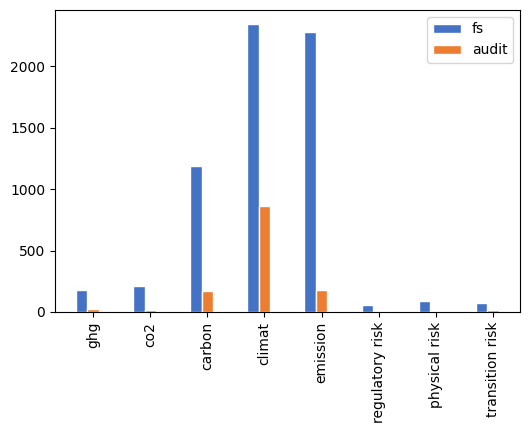 fs
audit
2000
1500
1000
500
0
ghg
co2
carbon
climat
emission
regulatory risk
physical risk
transition risk